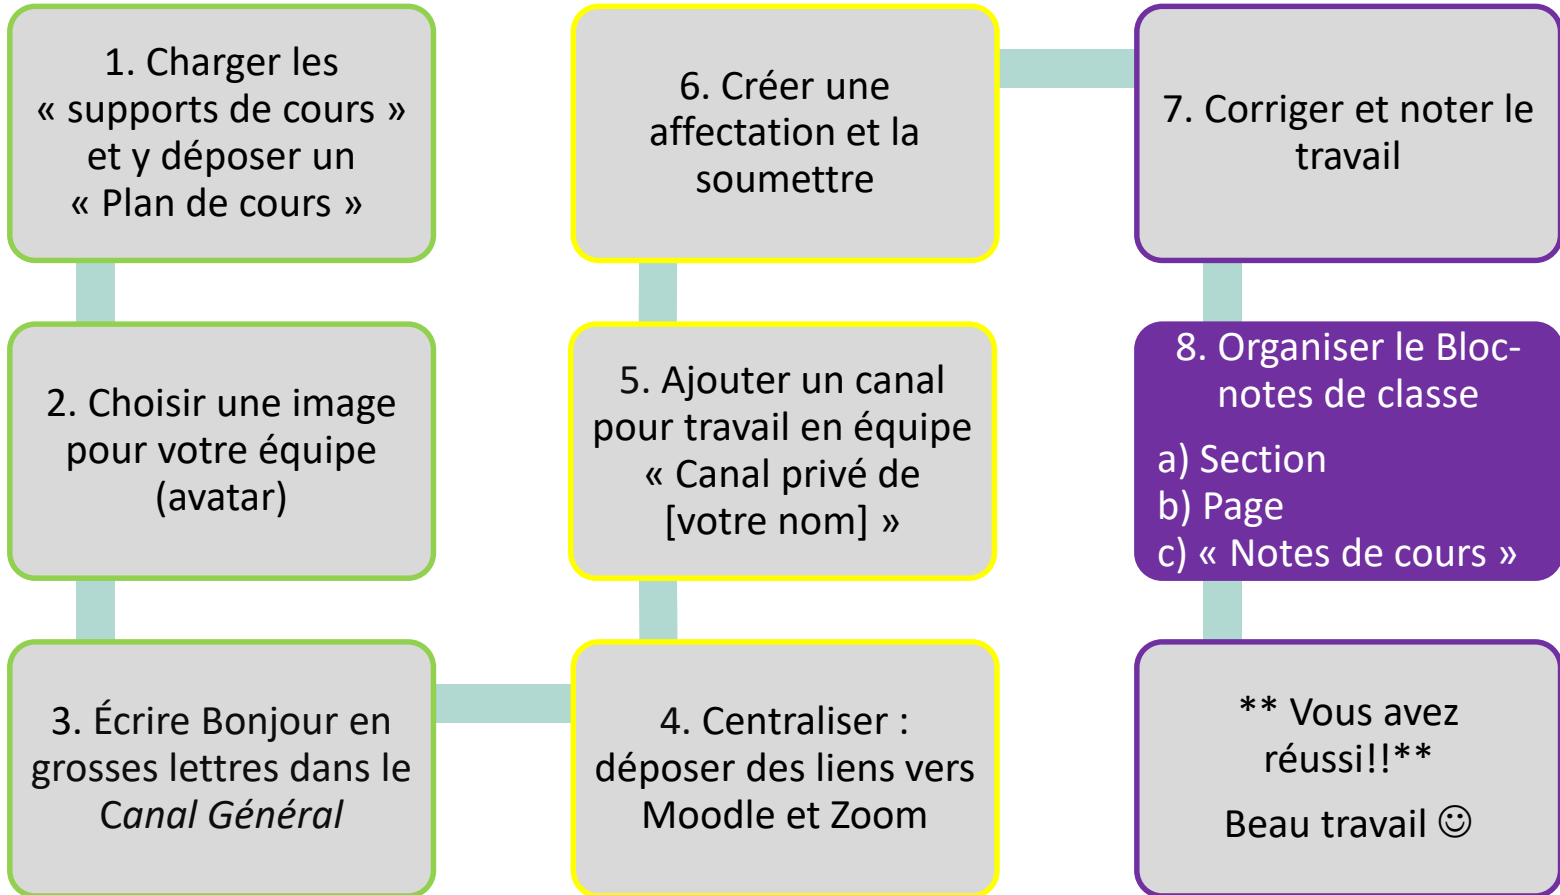 1. Charger les
« supports de cours »
et y déposer un
« Plan de cours »
2. Choisir une image
pour votre équipe
(avatar)
3. Écrire Bonjour en
grosses lettres dans le
Canal Général
4. Centraliser :
déposer des liens vers
Moodle et Zoom
5. Ajouter un canal
pour travail en équipe
« Canal privé de
[votre nom] »
6. Créer une
affectation et la
soumettre
7. Corriger et noter le
travail
8. Organiser le Bloc-
notes de classe
a) Section
b) Page
c) « Notes de cours »
** Vous avez
réussi!!**
Beau travail ☺